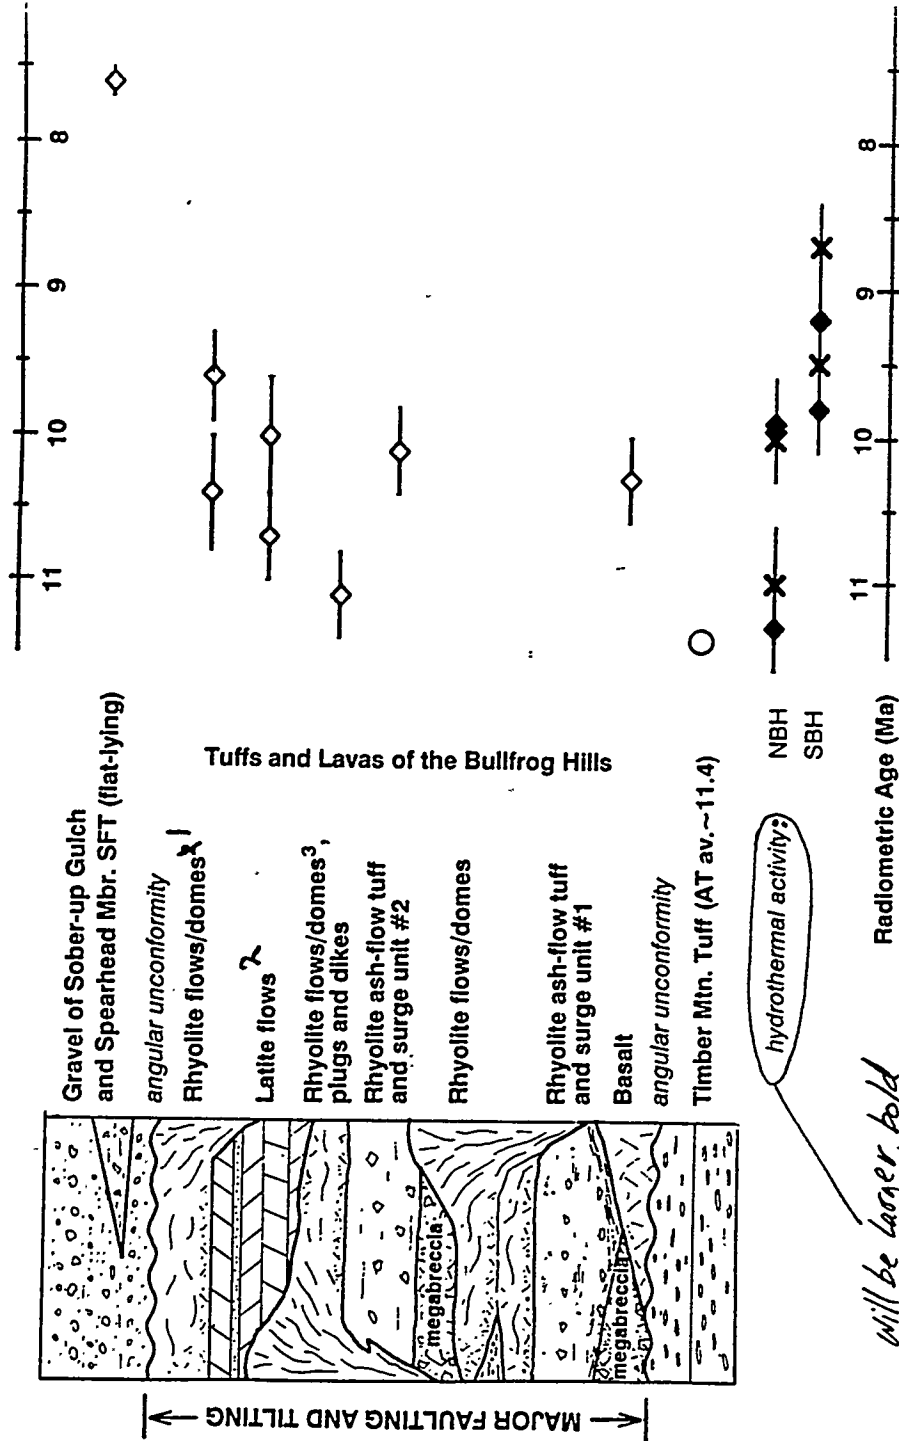 8
9
10
11
Gravel of Sober-up Gulch
and Spearhead Mbr. SFT (flat-lying)
angular unconformity
Rhyolite flows/domes 1
Latite flows 2
Rhyolite flows/domes3,
plugs and dikes
Rhyolite ash-flow tuff
and surge unit #2
Rhyolite flows/domes
Rhyolite ash-flow tuff
and surge unit #1
Basalt
angular unconformity
Timber Mtn. Tuff (AT av.~11.4)
Tuffs and Lavas of the Bullfrog Hills
megabreccia
megabreccia
MAJOR FAULTING AND TILTING
hydrothermal activity:
NBH
SBH
will be larger, bold
11
10
9
8
Radiometric Age (Ma)